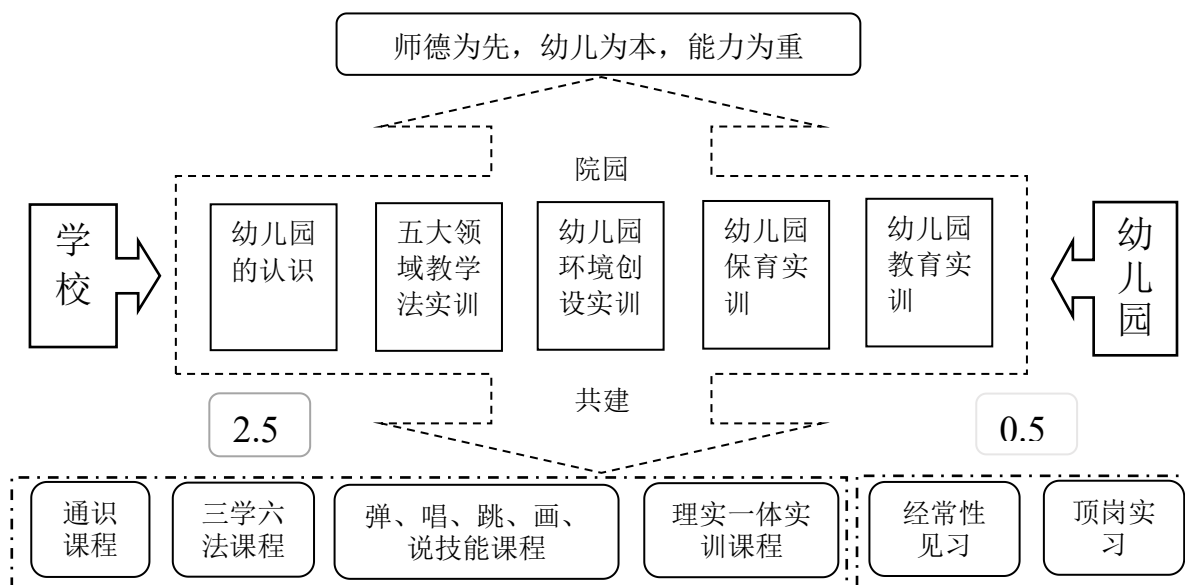 师德为先，幼儿为本，能力为重
院园
学
校
幼儿园
的认识
五大领
域教学
法实训
幼儿园
环境创
设实训
幼儿园
保育实
训
幼儿园
教育实
训
幼
儿
园
共建
2.5
0.5
通识
课程
三学六
法课程
弹、唱、跳、画、
说技能课程
理实一体实
训课程
经常性
见习
顶岗实
习